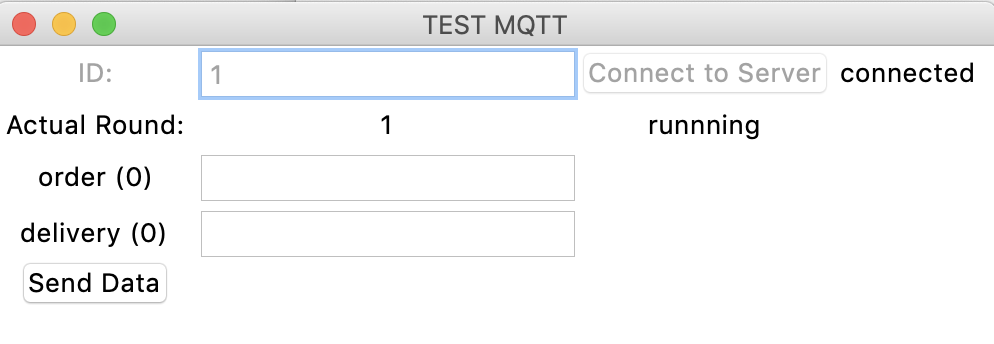 TEST MQTT
ID: 1 Connect to Server connected
Actual Round: 1 runnning
order (0)
delivery (0)
Send Data